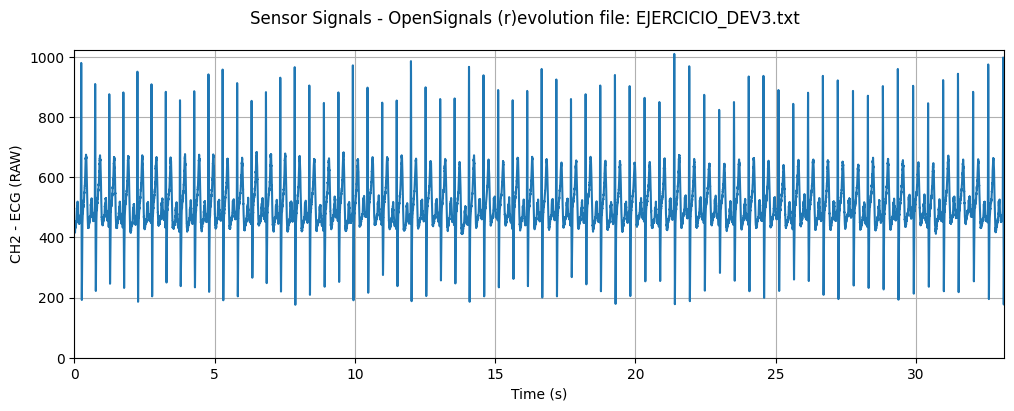 Sensor Signals - OpenSignals (r)evolution file: EJERCICIO_DEV3.txt
1000
800
600
400
200
0
CH2 - ECG (RAW)
0 5 10 15 20 25 30
Time (s)